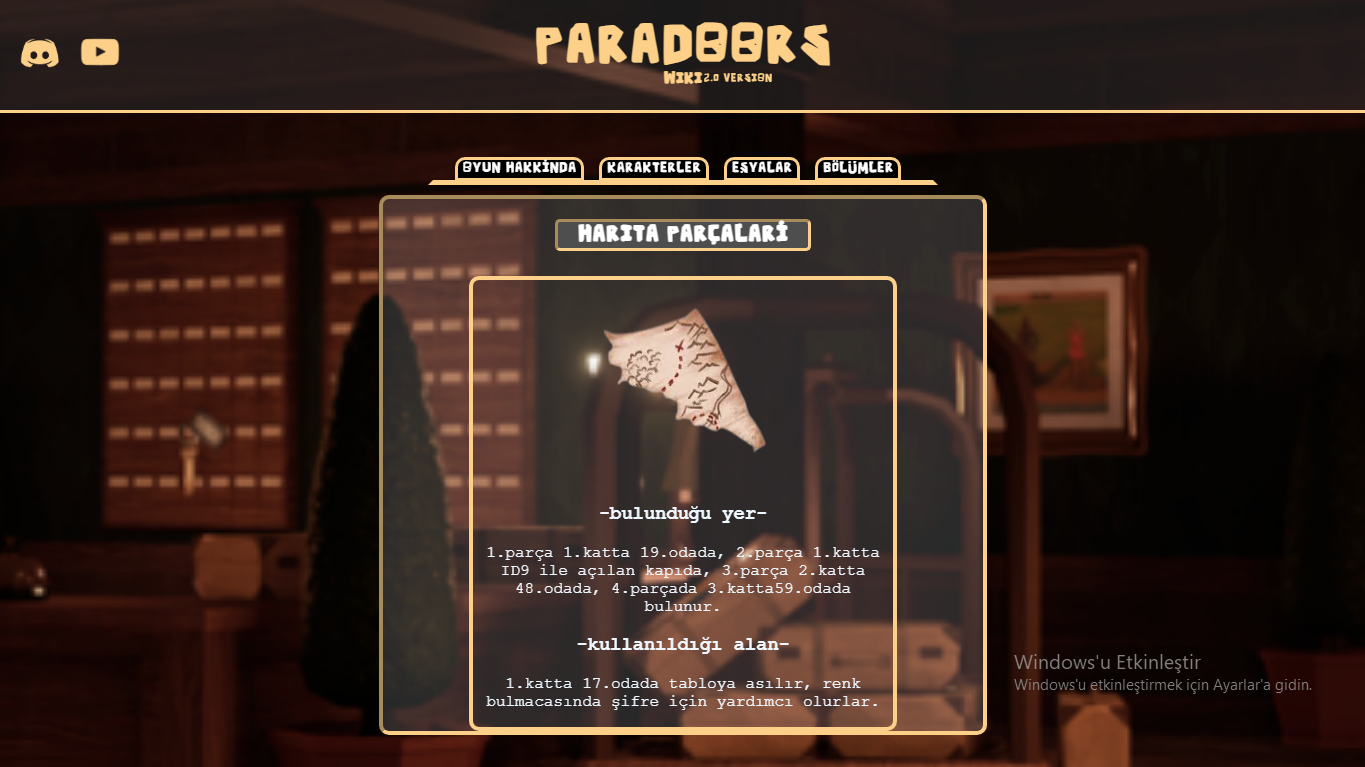 PARADOORS
WIKI 2.0 VERSION
OYUN HAKKINDA KARAKTERLER EŞYALAR BÖLÜMLER
HARITA PARÇALARI
-bulunduğu yer-
1.parça 1.katta 19.odada, 2.parça 1.katta
ID9 ile açılan kapıda, 3.parça 2.katta
48.odada, 4.parçada 3.katta59.odada
bulunur.
-kullanıldığı alan-
1.katta 17.odada tabloya asılır, renk
bulmacasında şifre için yardımcı olurlar.
Windows'u Etkinleştir
Windows'u etkinleştirmek için Ayarlar'a gidin.